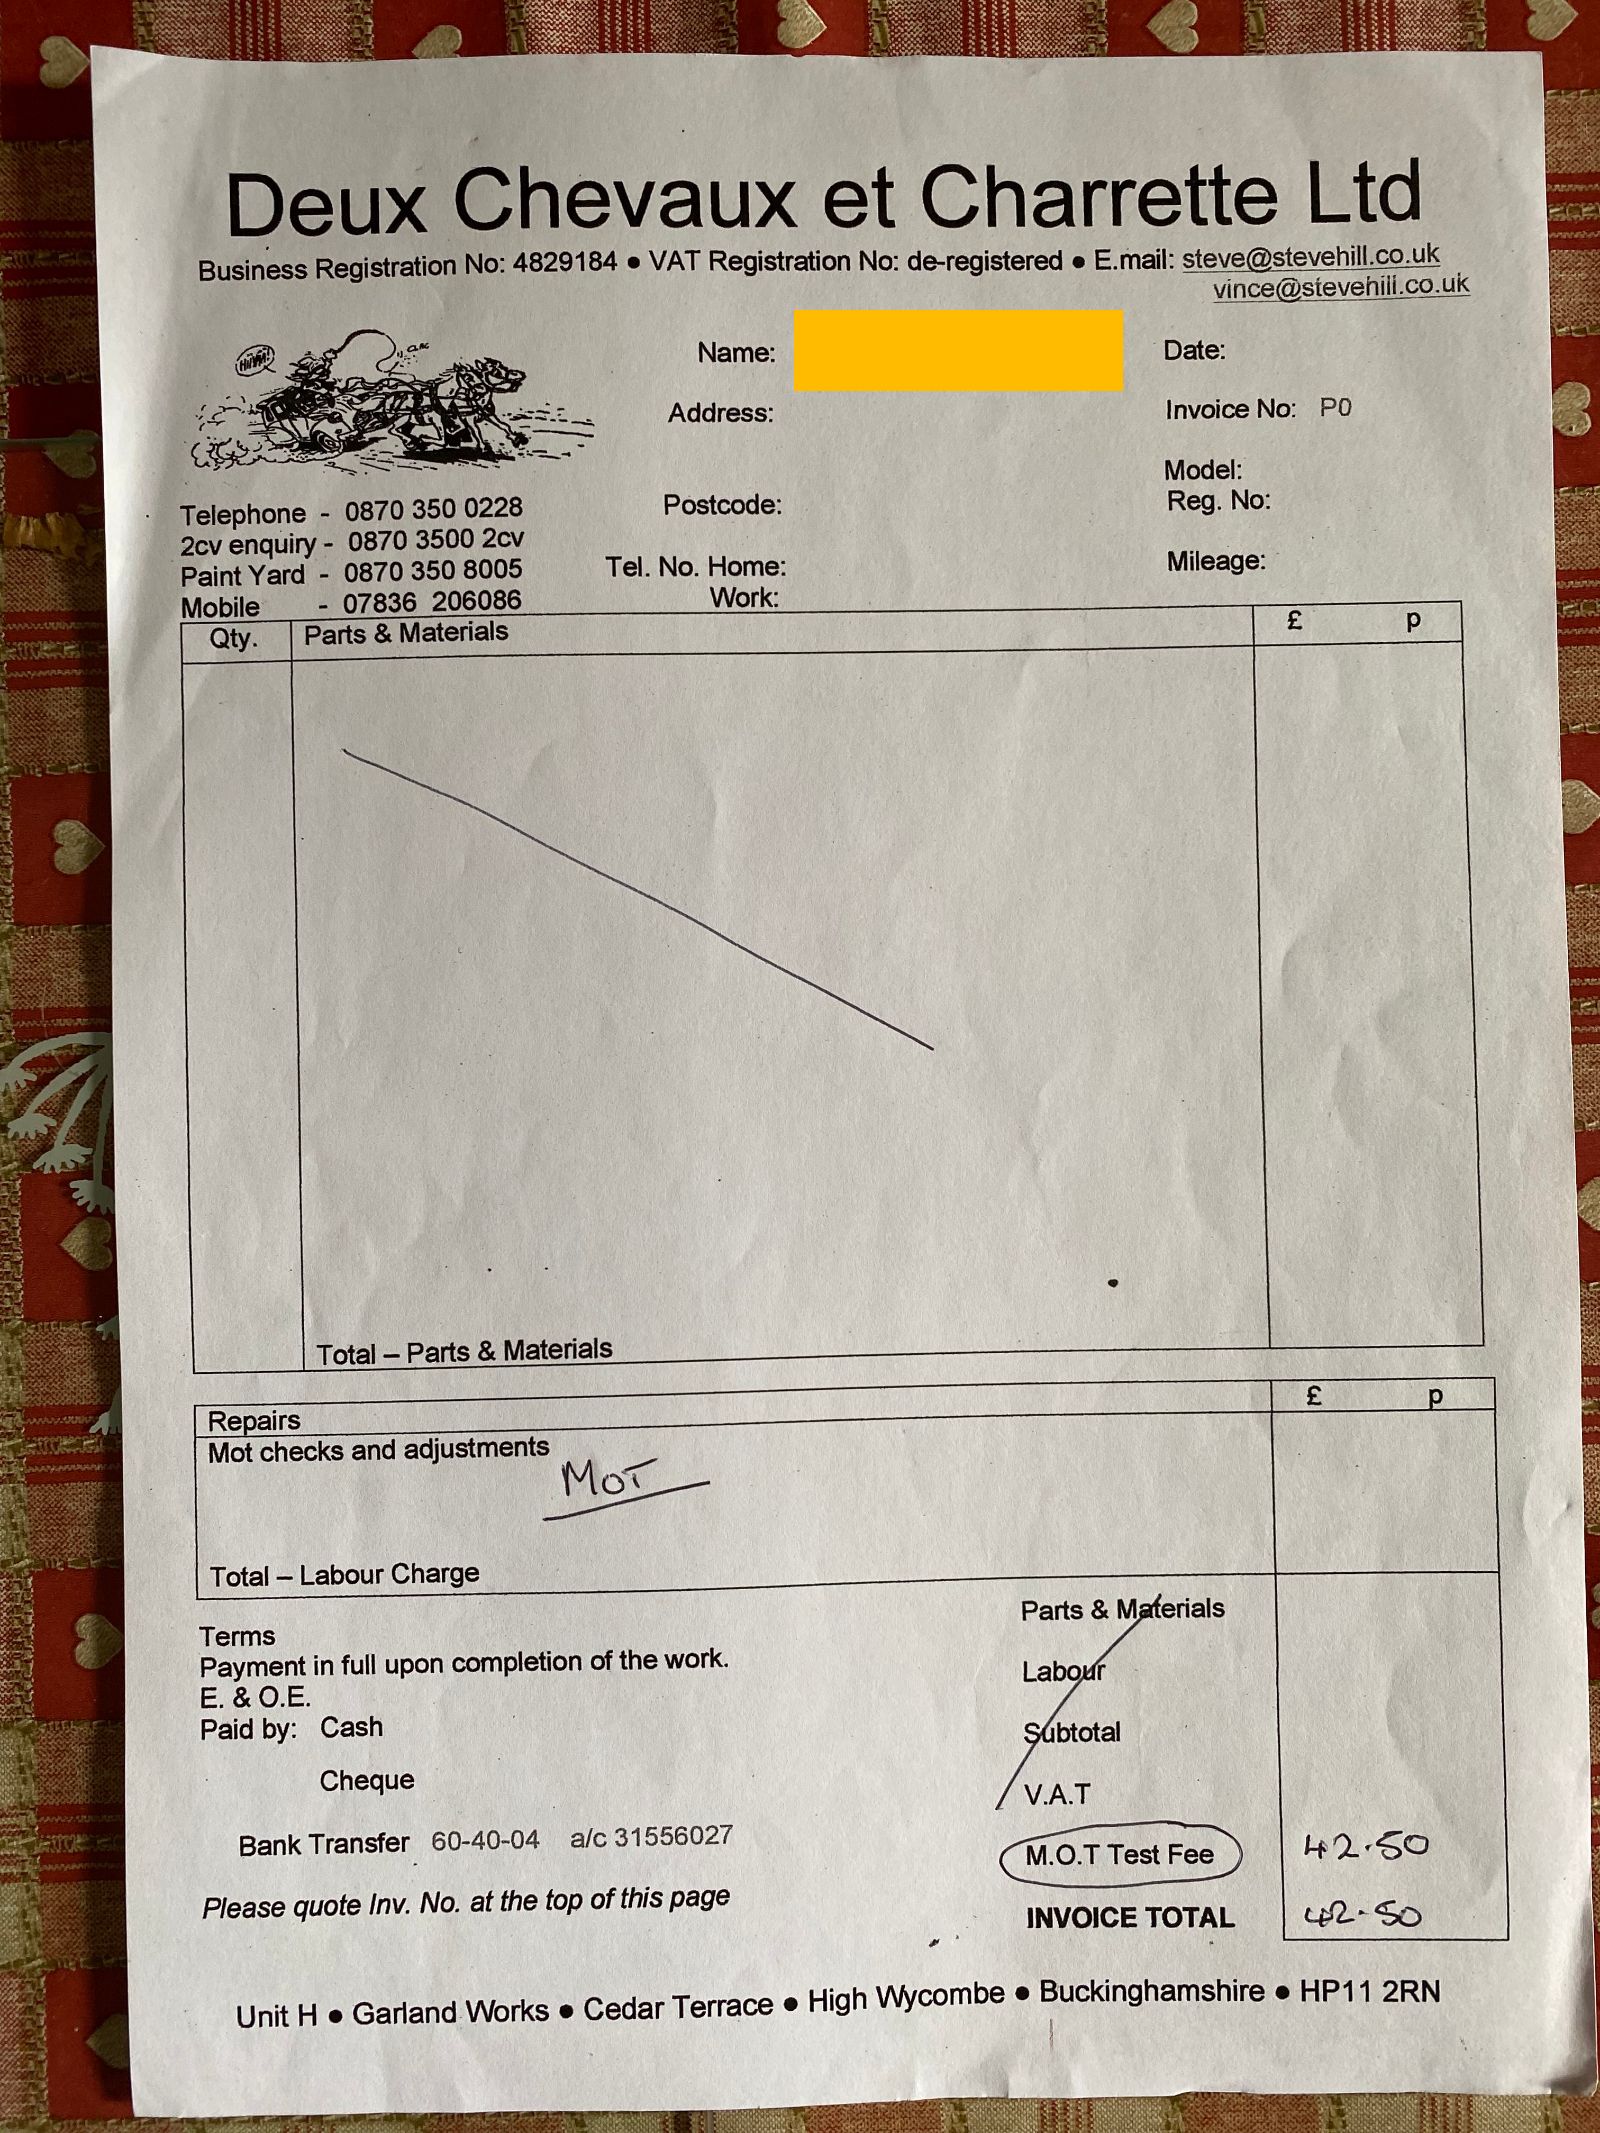 Deux Chevaux et Charrette Ltd
Business Registration No: 4829184 ● VAT Registration No: de-registered ● E.mail: steve@stevehill.co.uk
vince@stevehill.co.uk
Name:
Date:
Address:
Invoice No: P0
Model:
Postcode:
Reg. No:
Telephone - 0870 350 0228
2cv enquiry - 0870 3500 2cv
Paint Yard - 0870 350 8005
Mobile - 07836 206086
Tel. No. Home:
Work:
Mileage:
Qty. Parts & Materials £ p
Total – Parts & Materials
Repairs £ p
Mot checks and adjustments
MOT
Total – Labour Charge
Terms
Payment in full upon completion of the work.
E. & O.E.
Paid by: Cash
Cheque
Bank Transfer 60-40-04 a/c 31556027
Please quote Inv. No. at the top of this page
Parts & Materials
Labour
Subtotal
V.A.T
M.O.T Test Fee 42.50
INVOICE TOTAL 42.50
Unit H ● Garland Works ● Cedar Terrace ● High Wycombe ● Buckinghamshire ● HP11 2RN